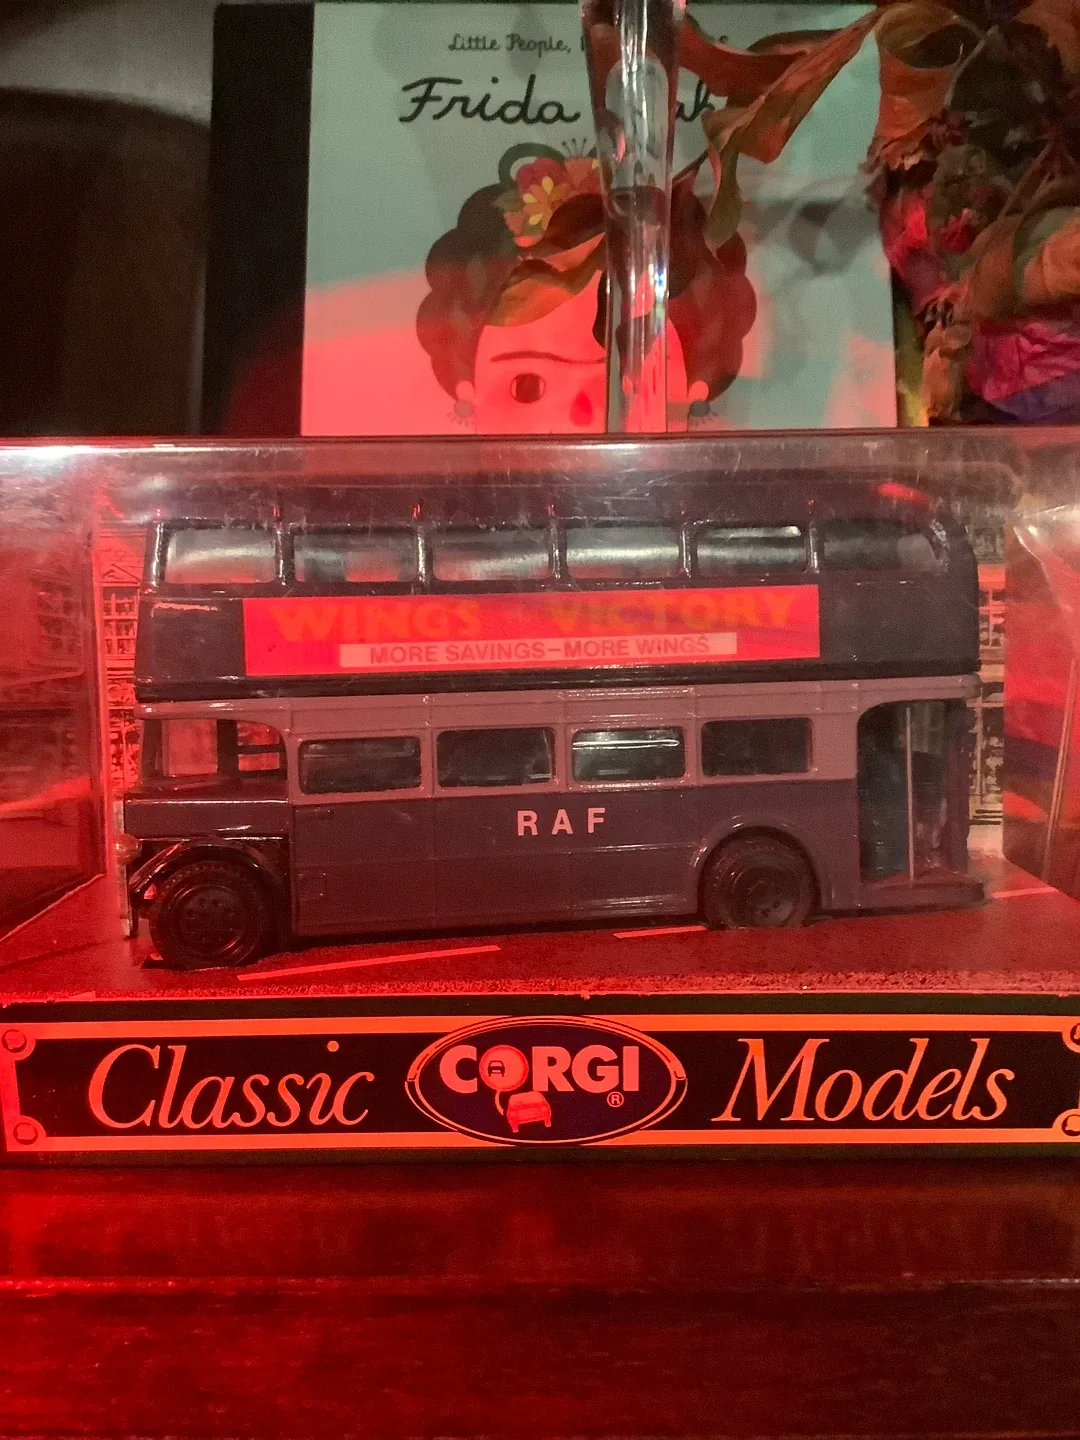 Little People,
Frida
WINGS VICTORY
MORE SAVINGS–MORE WINGS
RAF
Classic CORGI® Models